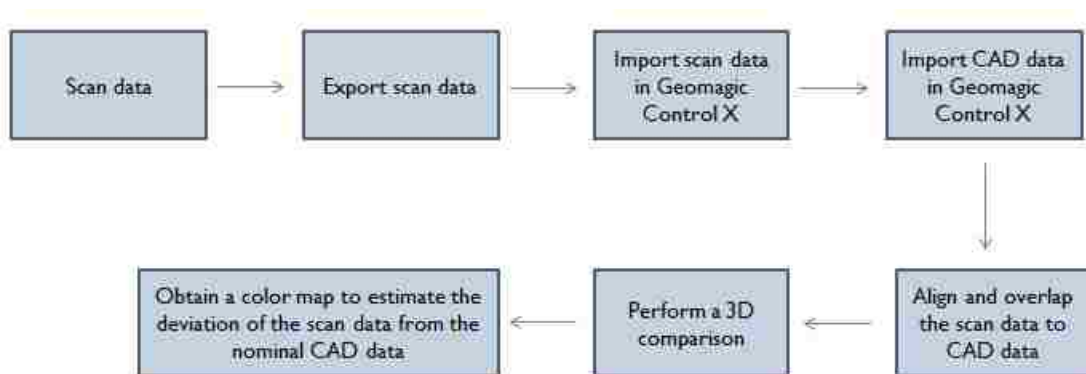 Scan data
Export scan data
Import scan data
in Geomagic
Control X
Import CAD data
in Geomagic
Control X
Align and overlap
the scan data to
CAD data
Perform a 3D
comparison
Obtain a color map to estimate the
deviation of the scan data from the
nominal CAD data